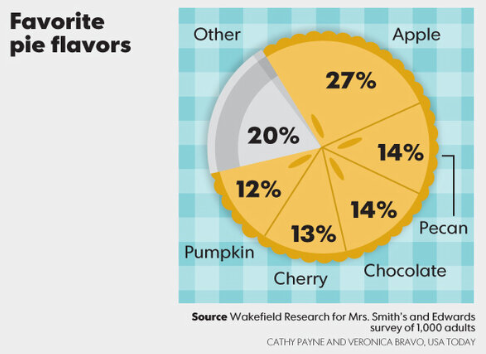 Favorite
pie flavors
Other
Apple
27%
20%
14%
12%
14%
13%
Pecan
Pumpkin
Chocolate
Cherry
Source Wakefield Research for Mrs. Smith's and Edwards
survey of 1,000 adults
CATHY PAYNE AND VERONICA BRAVO, USA TODAY